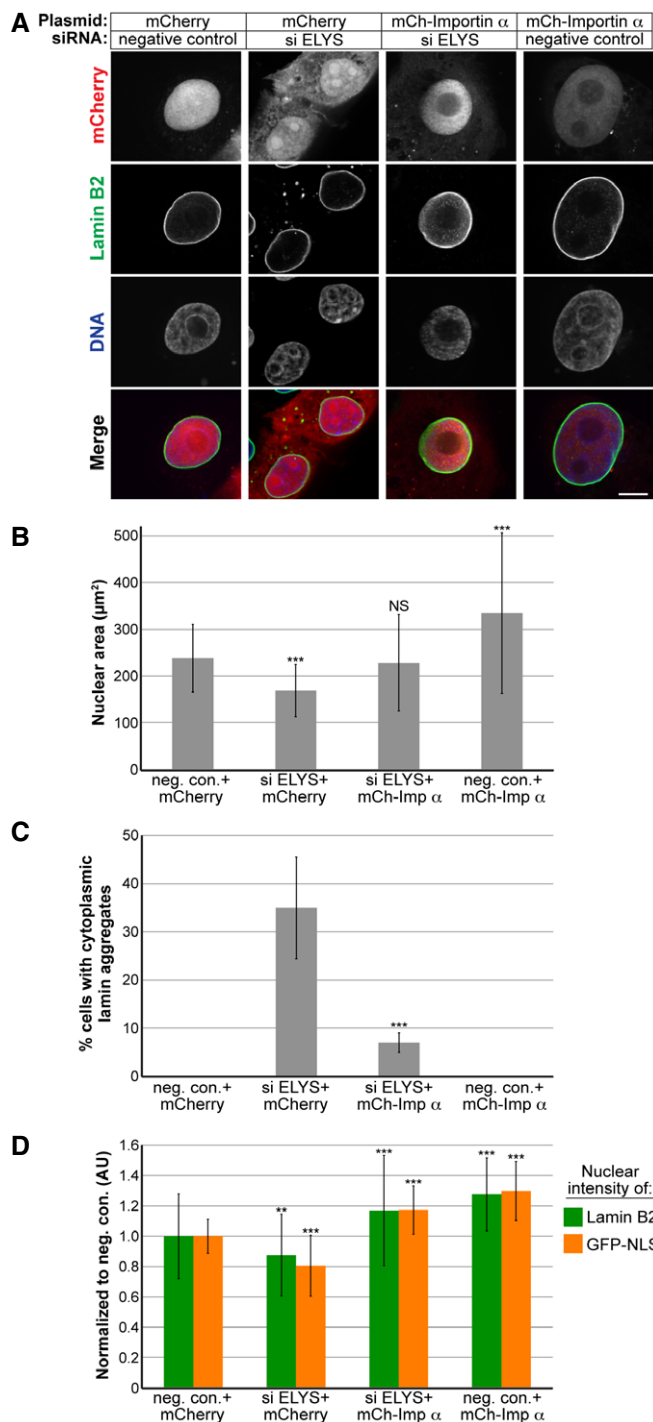 A
Plasmid: mCherry mCherry mCh-Importin α mCh-Importin α
siRNA: negative control si ELYS si ELYS negative control
mCherry
Lamin B2
DNA
Merge
B
Nuclear area (µm²)
500
400
300
200
100
0
***
NS
***
neg. con.+ si ELYS+ si ELYS+ neg. con.+
mCherry mCherry mCh-Imp α mCh-Imp α
C
% cells with cytoplasmic
lamin aggregates
50
40
30
20
10
0
***
neg. con.+ si ELYS+ si ELYS+ neg. con.+
mCherry mCherry mCh-Imp α mCh-Imp α
D
Normalized to neg. con. (AU)
1.6
1.4
1.2
1.0
0.8
0.6
0.4
0.2
0
** *** *** *** *** ***
Nuclear
intensity of:
Lamin B2
GFP-NLS
neg. con.+ si ELYS+ si ELYS+ neg. con.+
mCherry mCherry mCh-Imp α mCh-Imp α